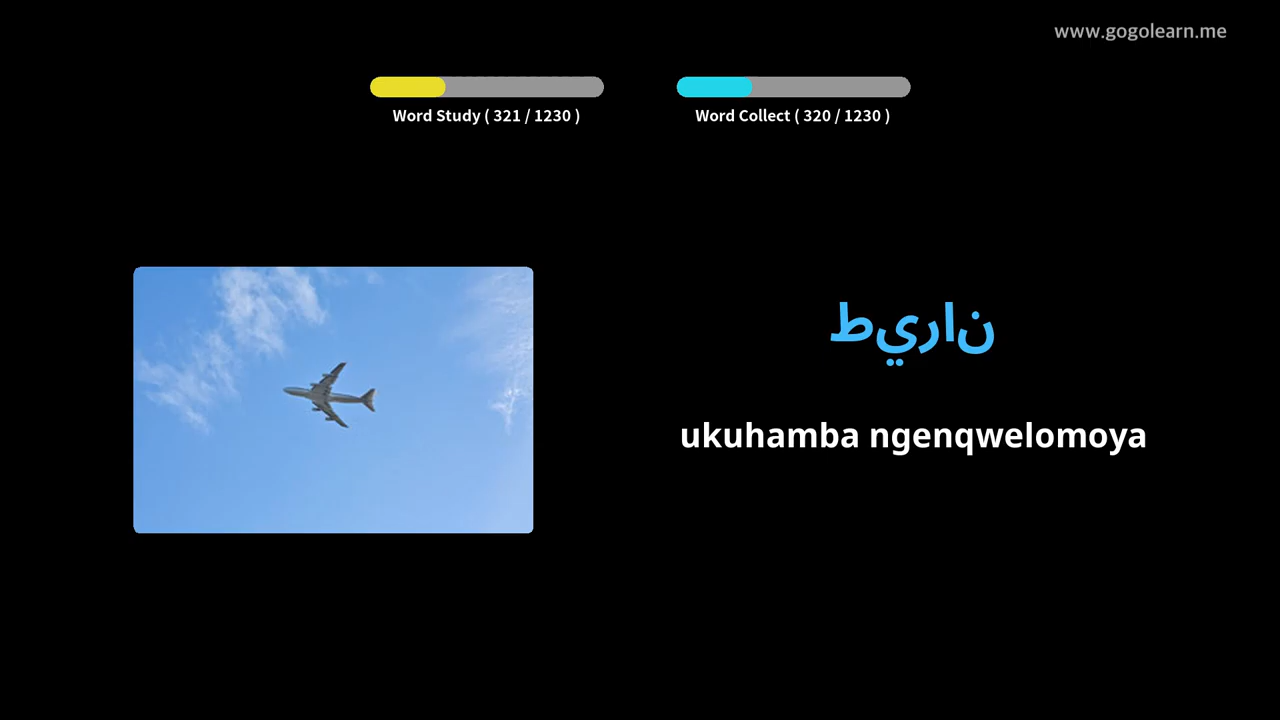 www.gogolearn.me
Word Study ( 321 / 1230 )
Word Collect ( 320 / 1230 )
طيران
ukuhamba ngenqwelomoya